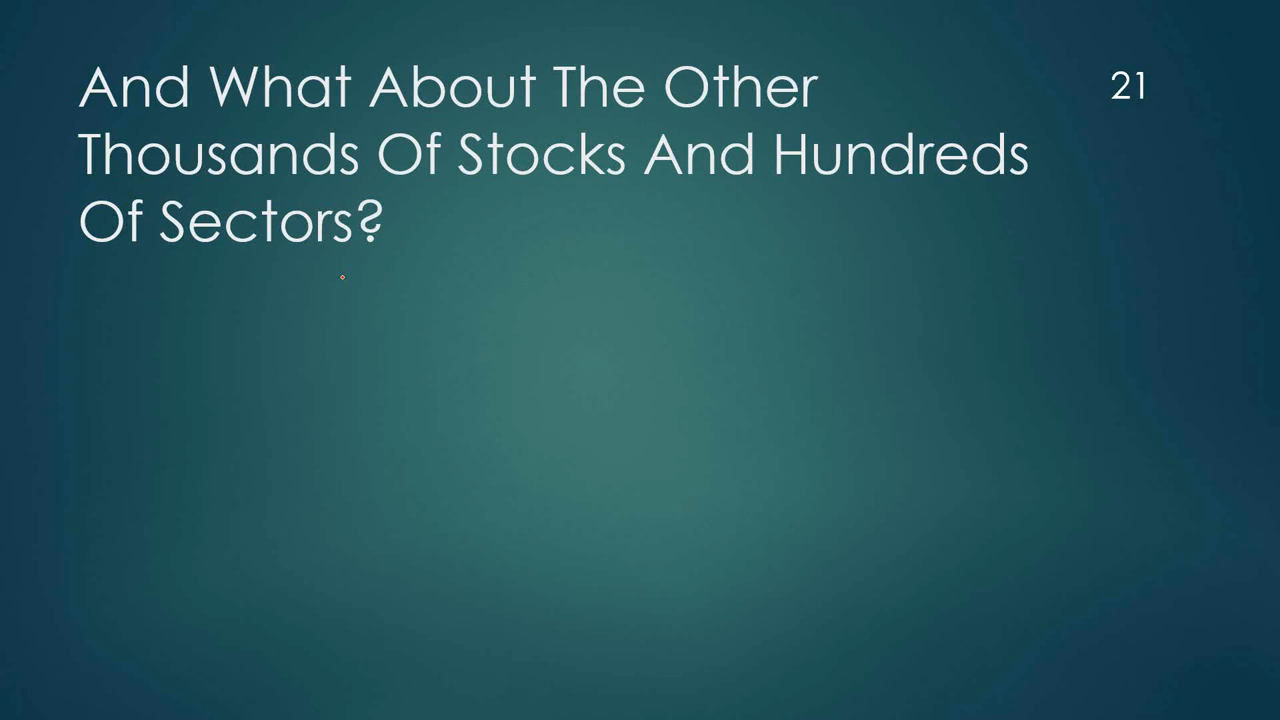 And What About The Other
Thousands Of Stocks And Hundreds
Of Sectors?
21